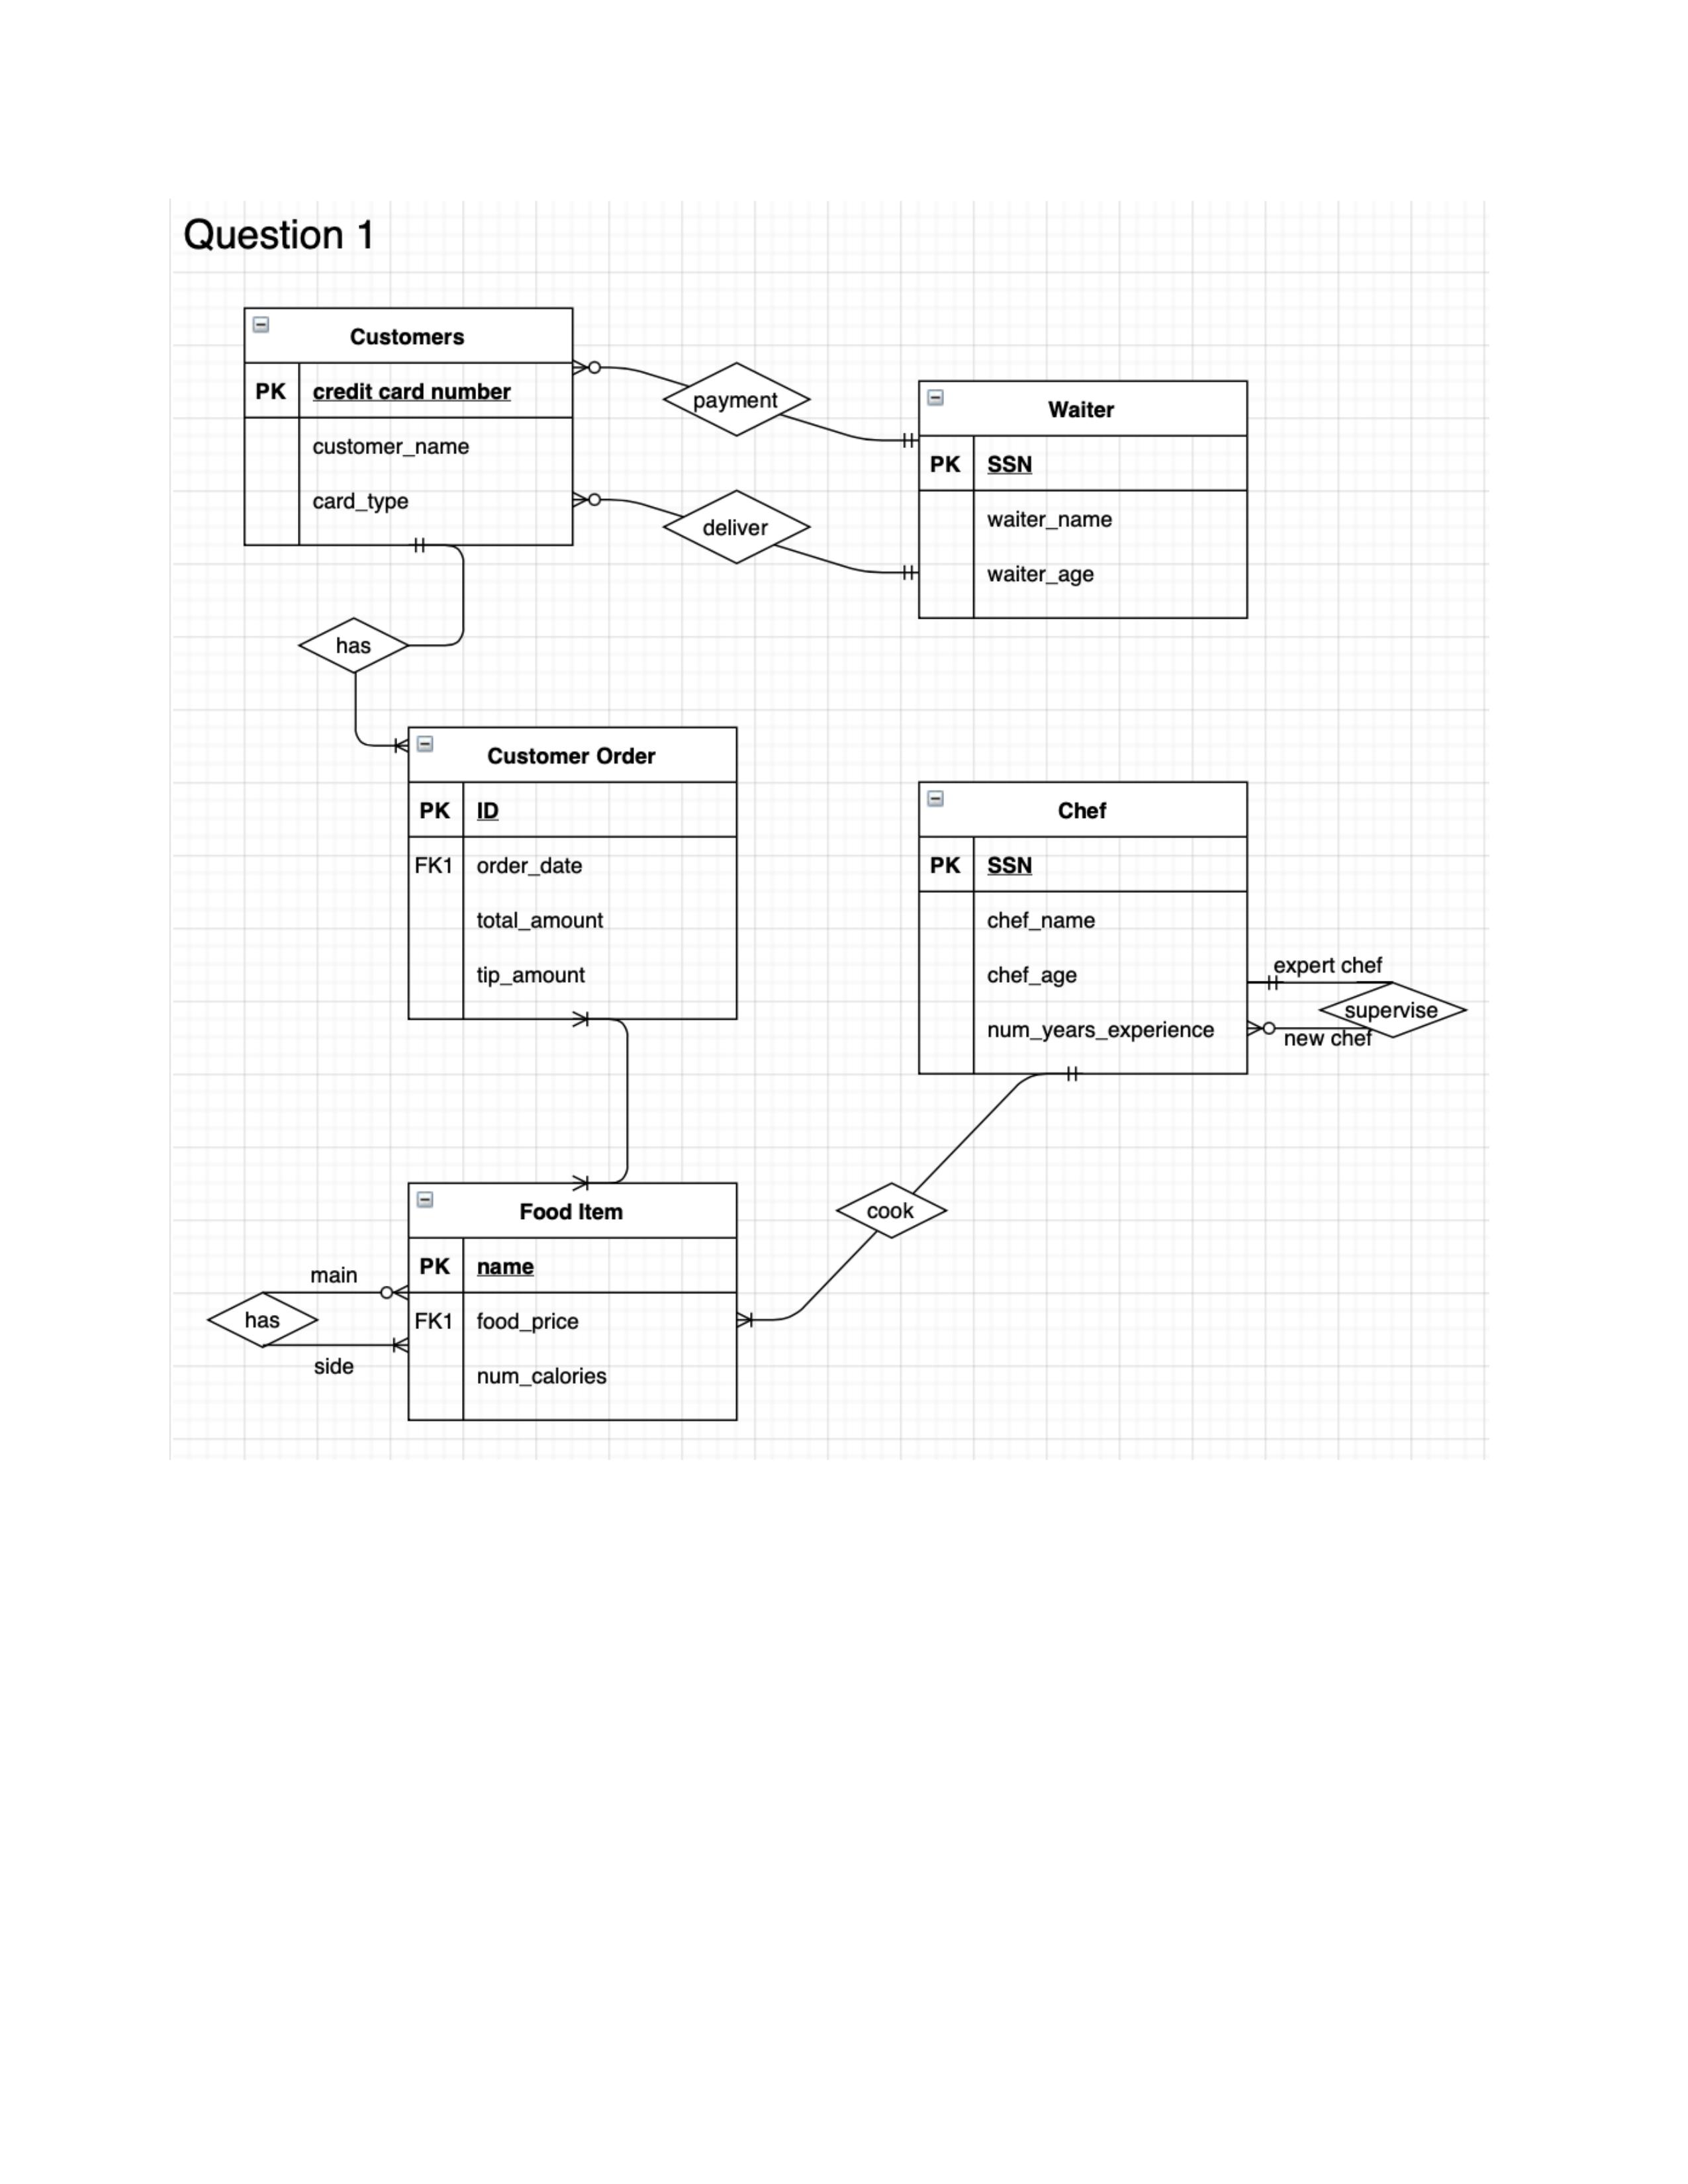 Question 1
Customers
PK credit card number
customer_name
card_type
payment
deliver
Waiter
PK SSN
waiter_name
waiter_age
has
Customer Order
PK ID
FK1 order_date
total_amount
tip_amount
Chef
PK SSN
chef_name
chef_age
num_years_experience
expert chef
supervise
new chef
cook
Food Item
PK name
FK1 food_price
num_calories
main
has
side